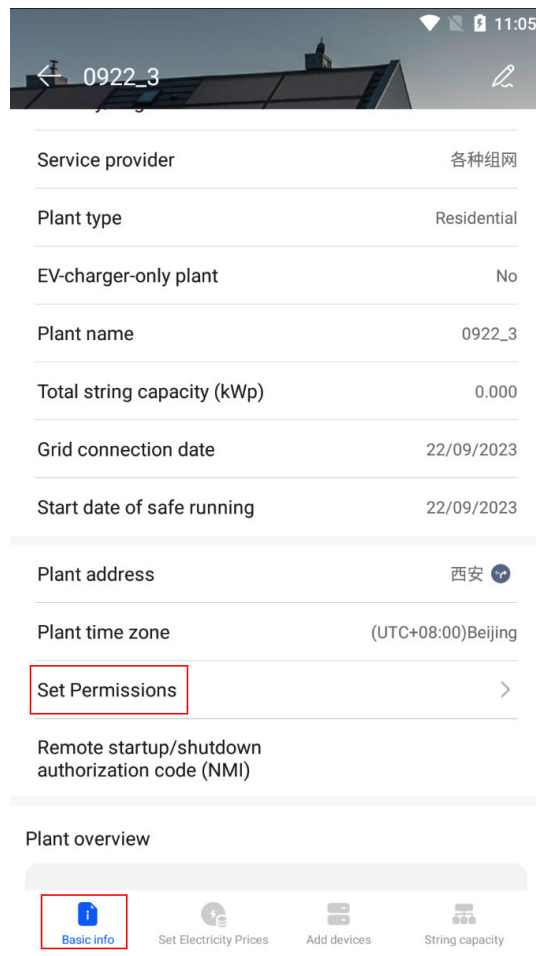 11:05
0922_3
Service provider 各种组网
Plant type Residential
EV-charger-only plant No
Plant name 0922_3
Total string capacity (kWp) 0.000
Grid connection date 22/09/2023
Start date of safe running 22/09/2023
Plant address 西安
Plant time zone (UTC+08:00)Beijing
Set Permissions
Remote startup/shutdown
authorization code (NMI)
Plant overview
Basic info Set Electricity Prices Add devices String capacity